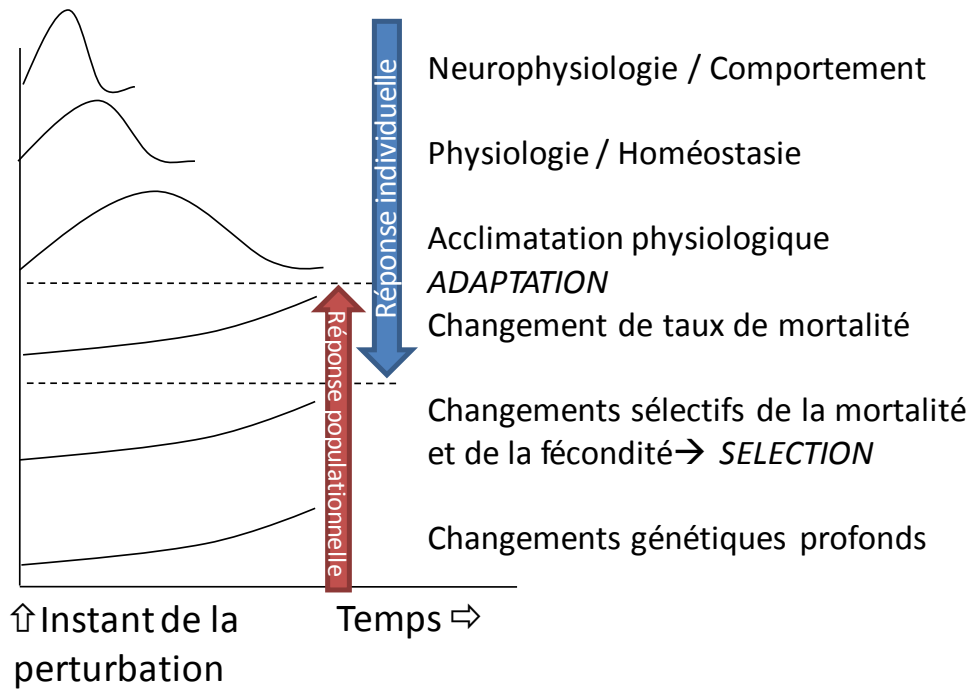 Neurophysiologie / Comportement
Physiologie / Homéostasie
Acclimatation physiologique
ADAPTATION
Changement de taux de mortalité
Changements sélectifs de la mortalité
et de la fécondité→ SELECTION
Changements génétiques profonds
Réponse individuelle
Réponse populationnelle
⇧Instant de la
perturbation
Temps ⇨